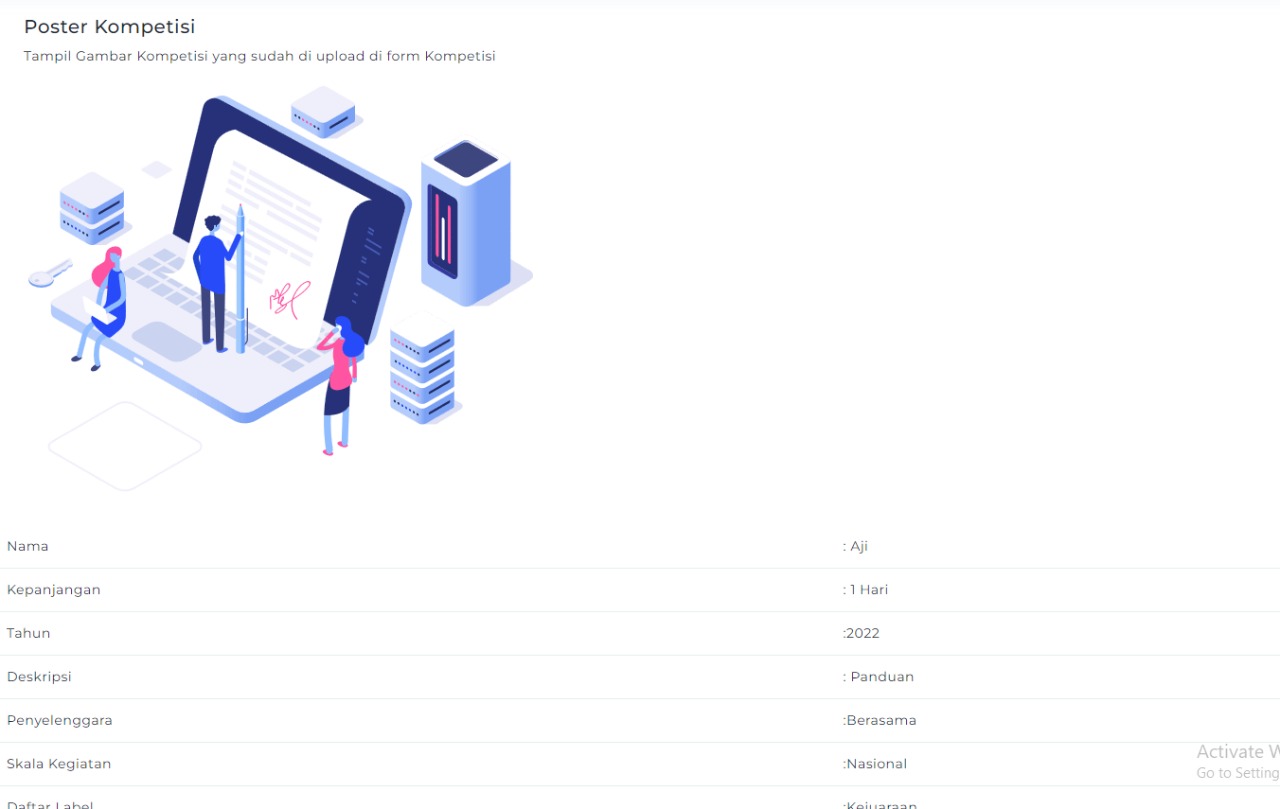 Poster Kompetisi
Tampil Gambar Kompetisi yang sudah di upload di form Kompetisi
Nama : Aji
Kepanjangan : 1 Hari
Tahun :2022
Deskripsi : Panduan
Penyelenggara :Berasama
Skala Kegiatan :Nasional
Activate W
Go to Setting
Daftar Label :Kejuaraan